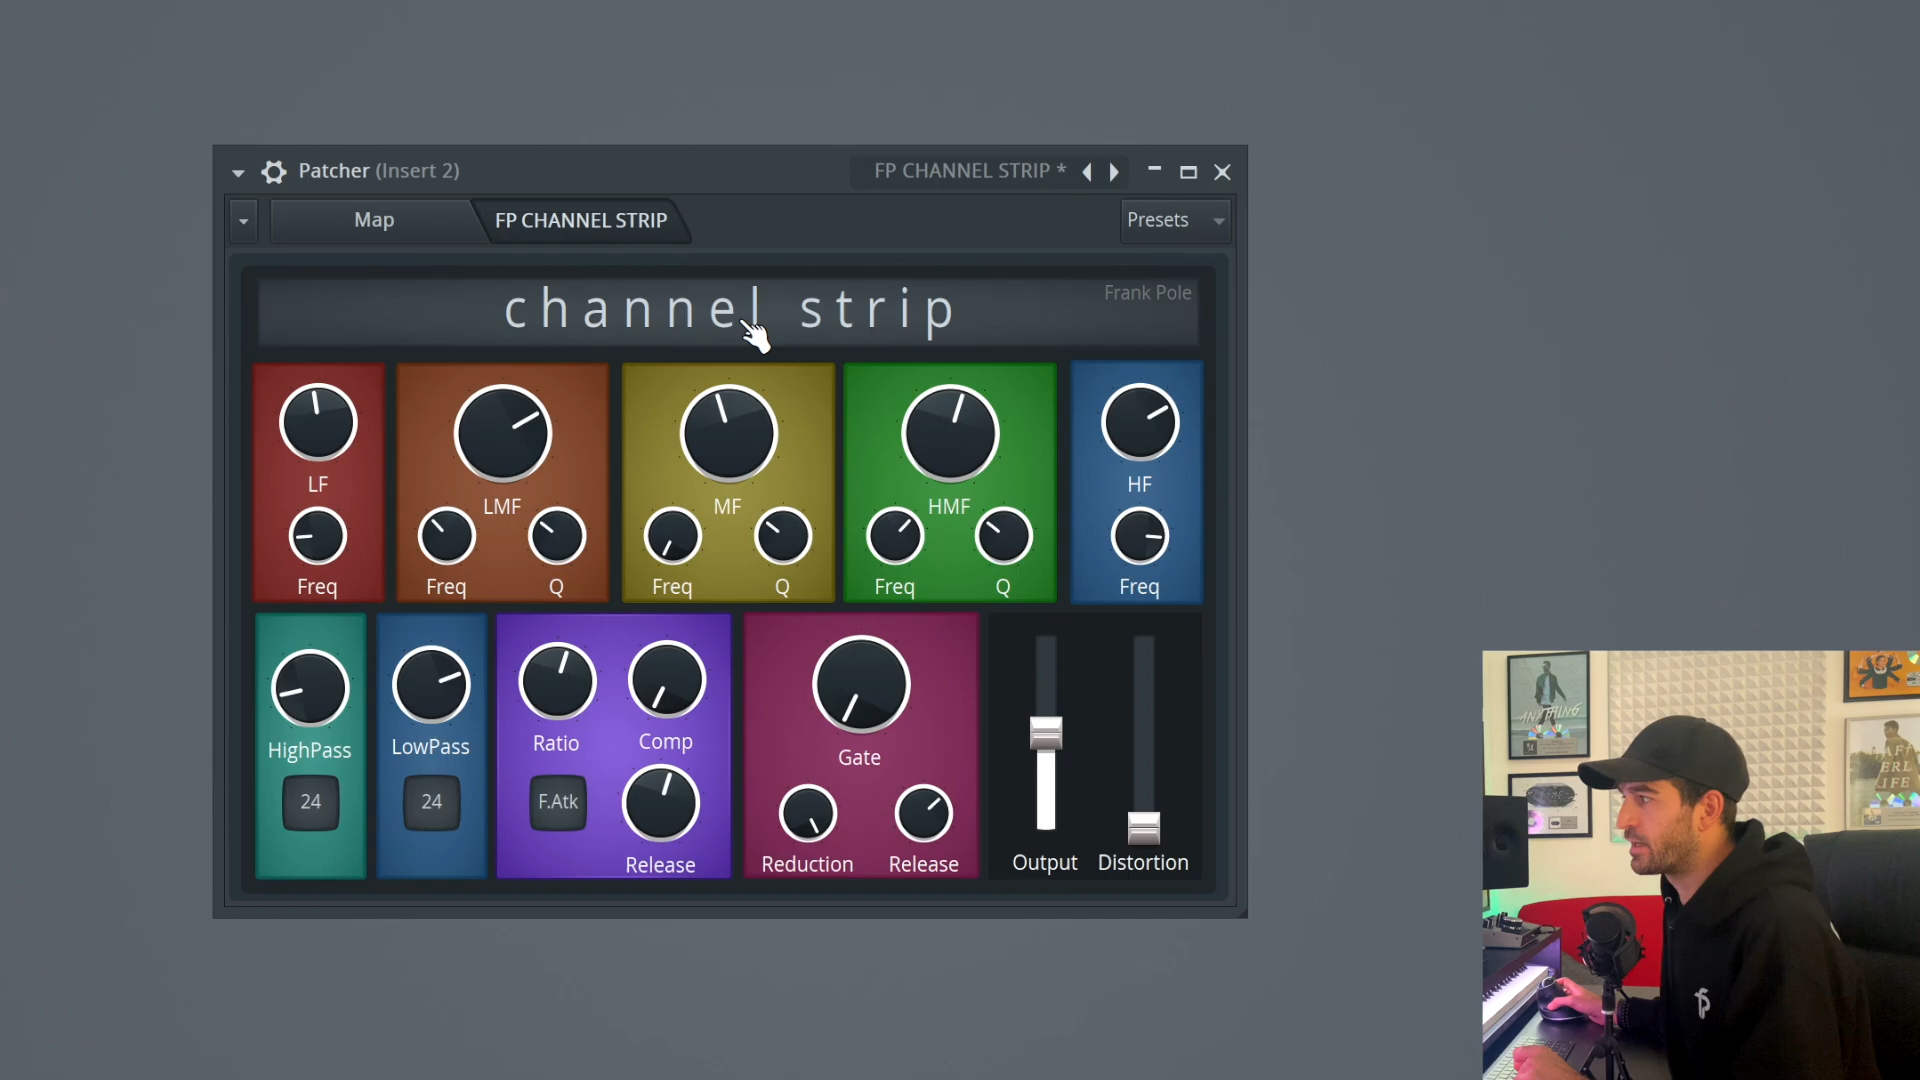 Patcher (Insert 2)
FP CHANNEL STRIP *
Map
FP CHANNEL STRIP
Presets
channel strip
Frank Pole
LF
Freq
LMF
Freq
Q
MF
Freq
Q
HMF
Freq
Q
HF
Freq
HighPass
24
LowPass
24
Ratio
Comp
F.Atk
Release
Gate
Reduction
Release
Output
Distortion
ANYTHING